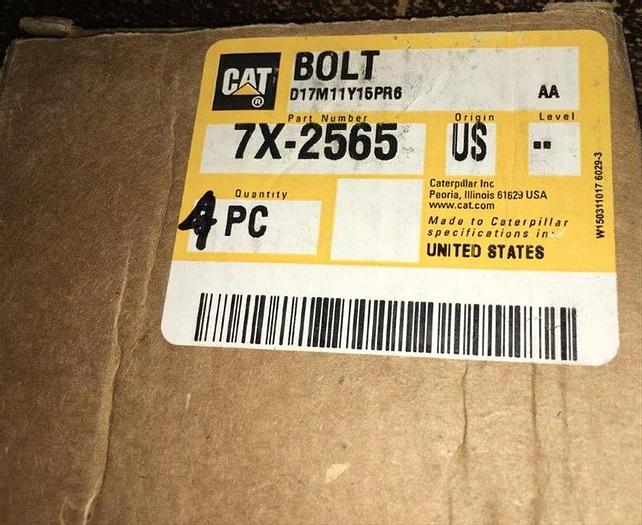 CAT®
BOLT
D17M11Y15PR6
AA
Part Number
Origin
Level
7X-2565
US
--
Quantity
4 PC
Caterpillar Inc
Peoria, Illinois 61629 USA
www.cat.com
Made to Caterpillar
specifications in
UNITED STATES
W150311017 6029-3